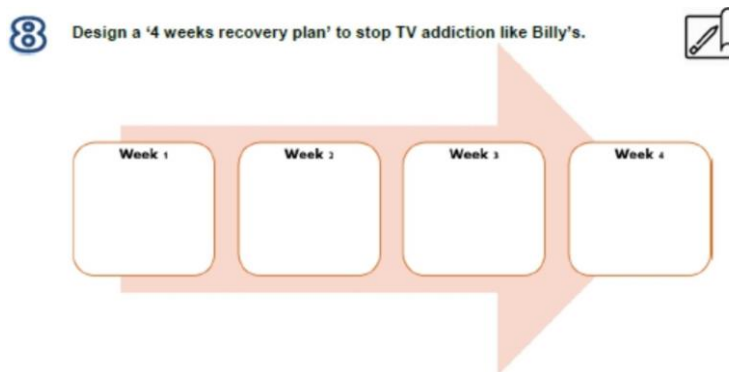 8 Design a ‘4 weeks recovery plan’ to stop TV addiction like Billy’s.
Week 1
Week 2
Week 3
Week 4